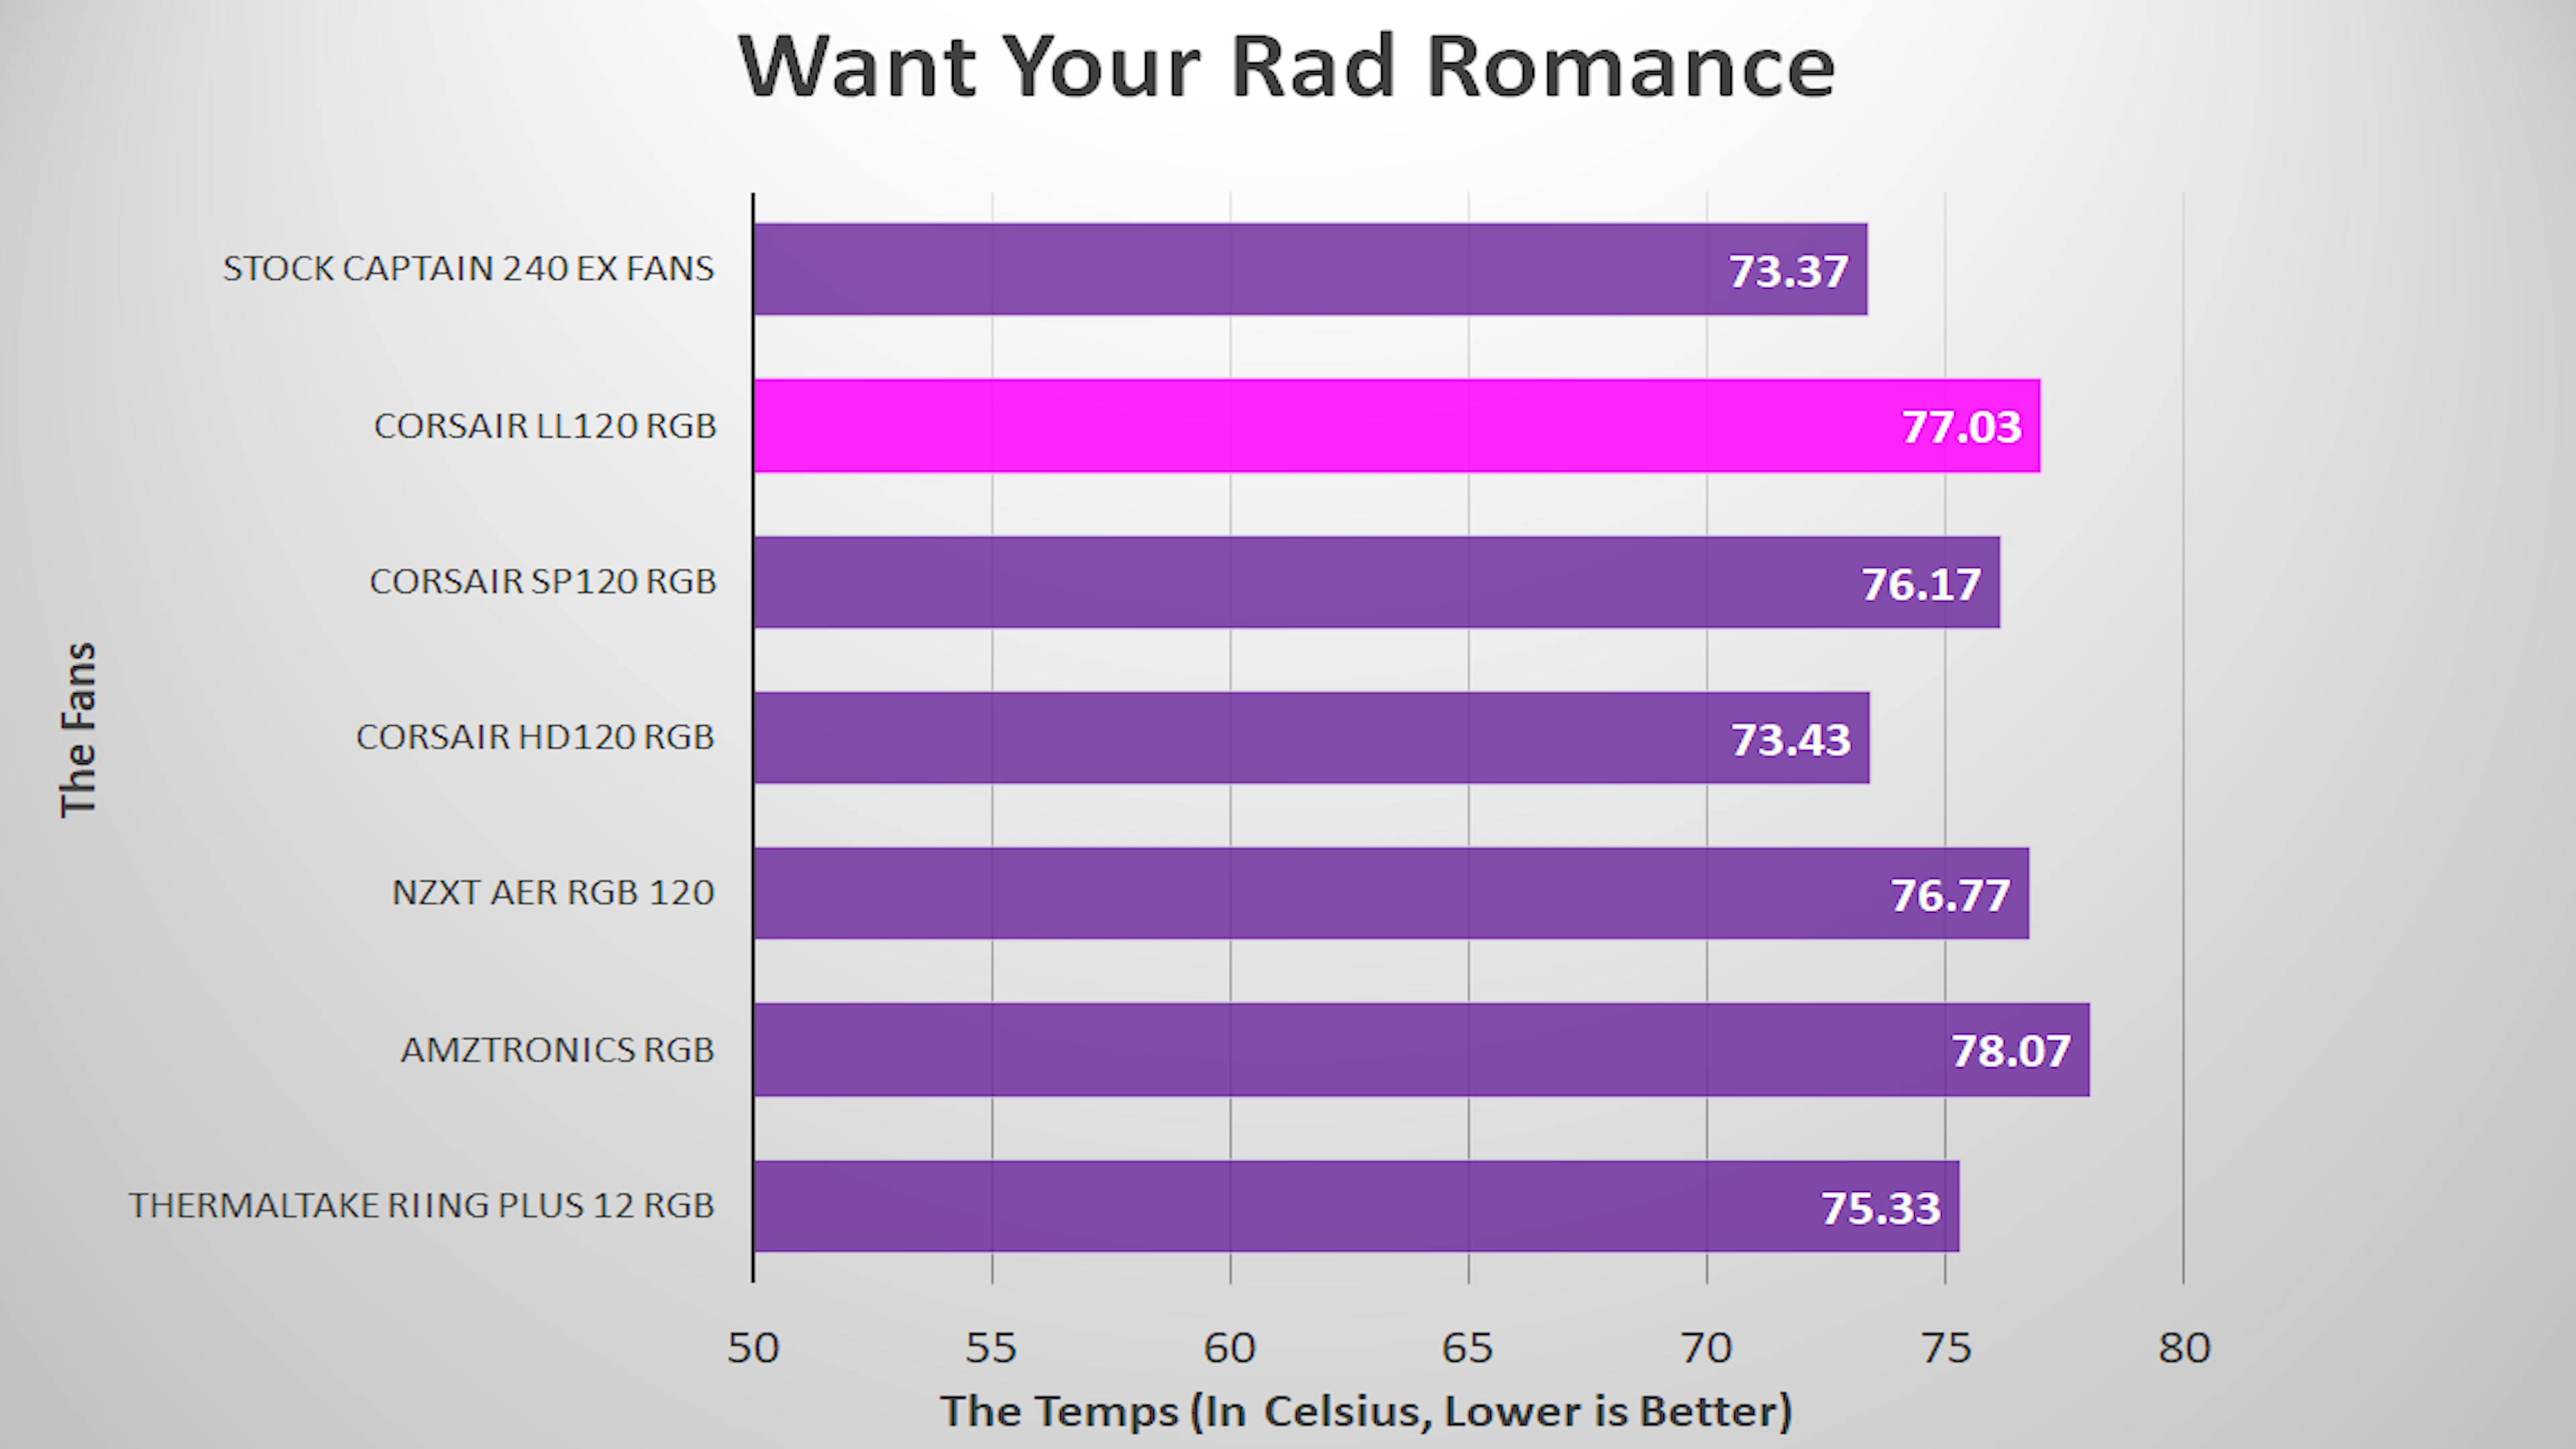 Want Your Rad Romance
The Fans
STOCK CAPTAIN 240 EX FANS
73.37
CORSAIR LL120 RGB
77.03
CORSAIR SP120 RGB
76.17
CORSAIR HD120 RGB
73.43
NZXT AER RGB 120
76.77
AMZTRONICS RGB
78.07
THERMALTAKE RIING PLUS 12 RGB
75.33
50 55 60 65 70 75 80
The Temps (In Celsius, Lower is Better)